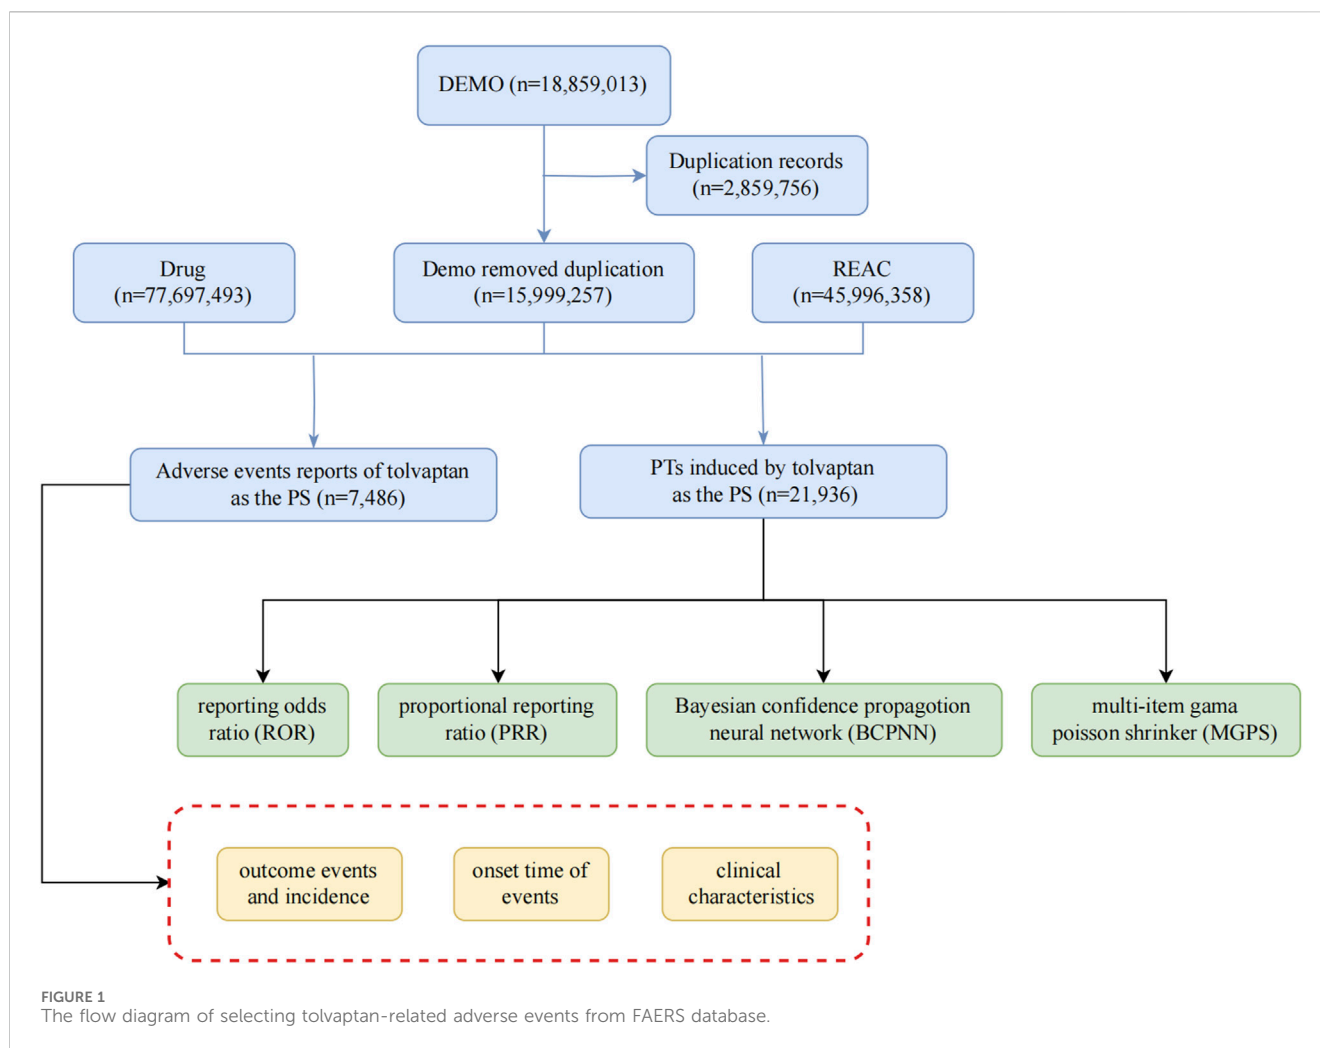 DEMO (n=18,859,013)
Duplication records
(n=2,859,756)
Drug
(n=77,697,493)
Demo removed duplication
(n=15,999,257)
REAC
(n=45,996,358)
Adverse events reports of tolvaptan
as the PS (n=7,486)
PTs induced by tolvaptan
as the PS (n=21,936)
reporting odds
ratio (ROR)
proportional reporting
ratio (PRR)
Bayesian confidence propagotion
neural network (BCPNN)
multi-item gama
poisson shrinker (MGPS)
outcome events
and incidence
onset time of
events
clinical
characteristics
FIGURE 1
The flow diagram of selecting tolvaptan-related adverse events from FAERS database.